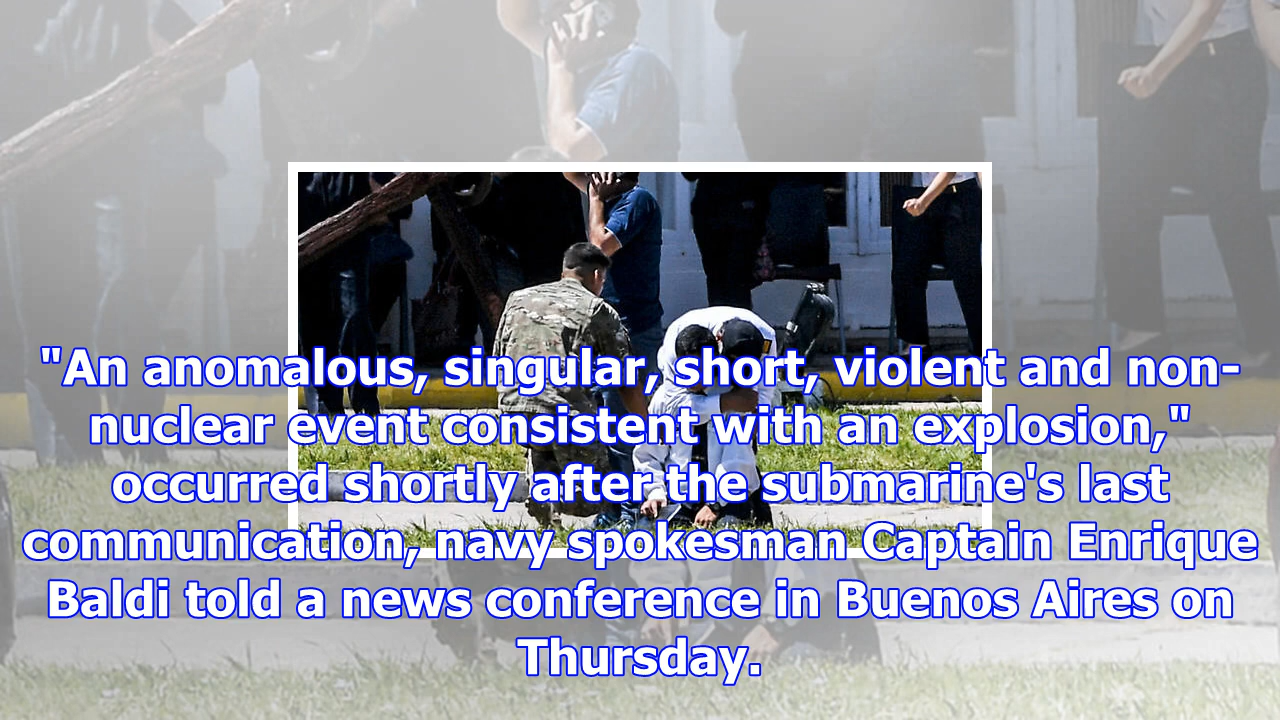 "An anomalous, singular, short, violent and non-
nuclear event consistent with an explosion,"
occurred shortly after the submarine's last
communication, navy spokesman Captain Enrique
Baldi told a news conference in Buenos Aires on
Thursday.